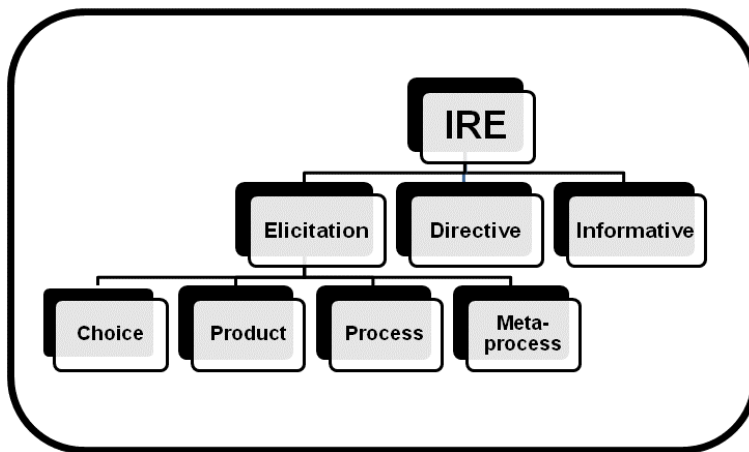 IRE
Elicitation
Directive
Informative
Choice
Product
Process
Meta-
process